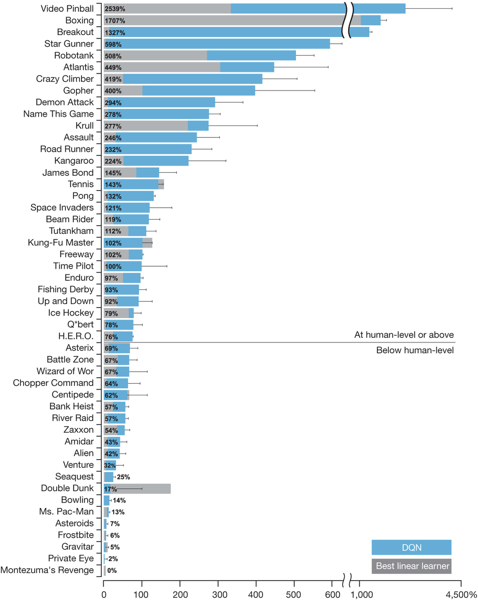 Video Pinball 2539%
Boxing 1707%
Breakout 1327%
Star Gunner 598%
Robotank 508%
Atlantis 449%
Crazy Climber 419%
Gopher 400%
Demon Attack 294%
Name This Game 278%
Krull 277%
Assault 246%
Road Runner 232%
Kangaroo 224%
James Bond 145%
Tennis 143%
Pong 132%
Space Invaders 121%
Beam Rider 119%
Tutankham 112%
Kung-Fu Master 102%
Freeway 102%
Time Pilot 100%
Enduro 97%
Fishing Derby 93%
Up and Down 92%
Ice Hockey 79%
Q*bert 78%
H.E.R.O. 76%
At human-level or above
Asterix 69%
Below human-level
Battle Zone 67%
Wizard of Wor 67%
Chopper Command 64%
Centipede 62%
Bank Heist 57%
River Raid 57%
Zaxxon 54%
Amidar 43%
Alien 42%
Venture 32%
Seaquest 25%
Double Dunk 17%
Bowling 14%
Ms. Pac-Man 13%
Asteroids 7%
Frostbite 6%
Gravitar 5%
Private Eye 2%
Montezuma's Revenge 0%
DQN
Best linear learner
0 100 200 300 400 500 600 1,000 4,500%